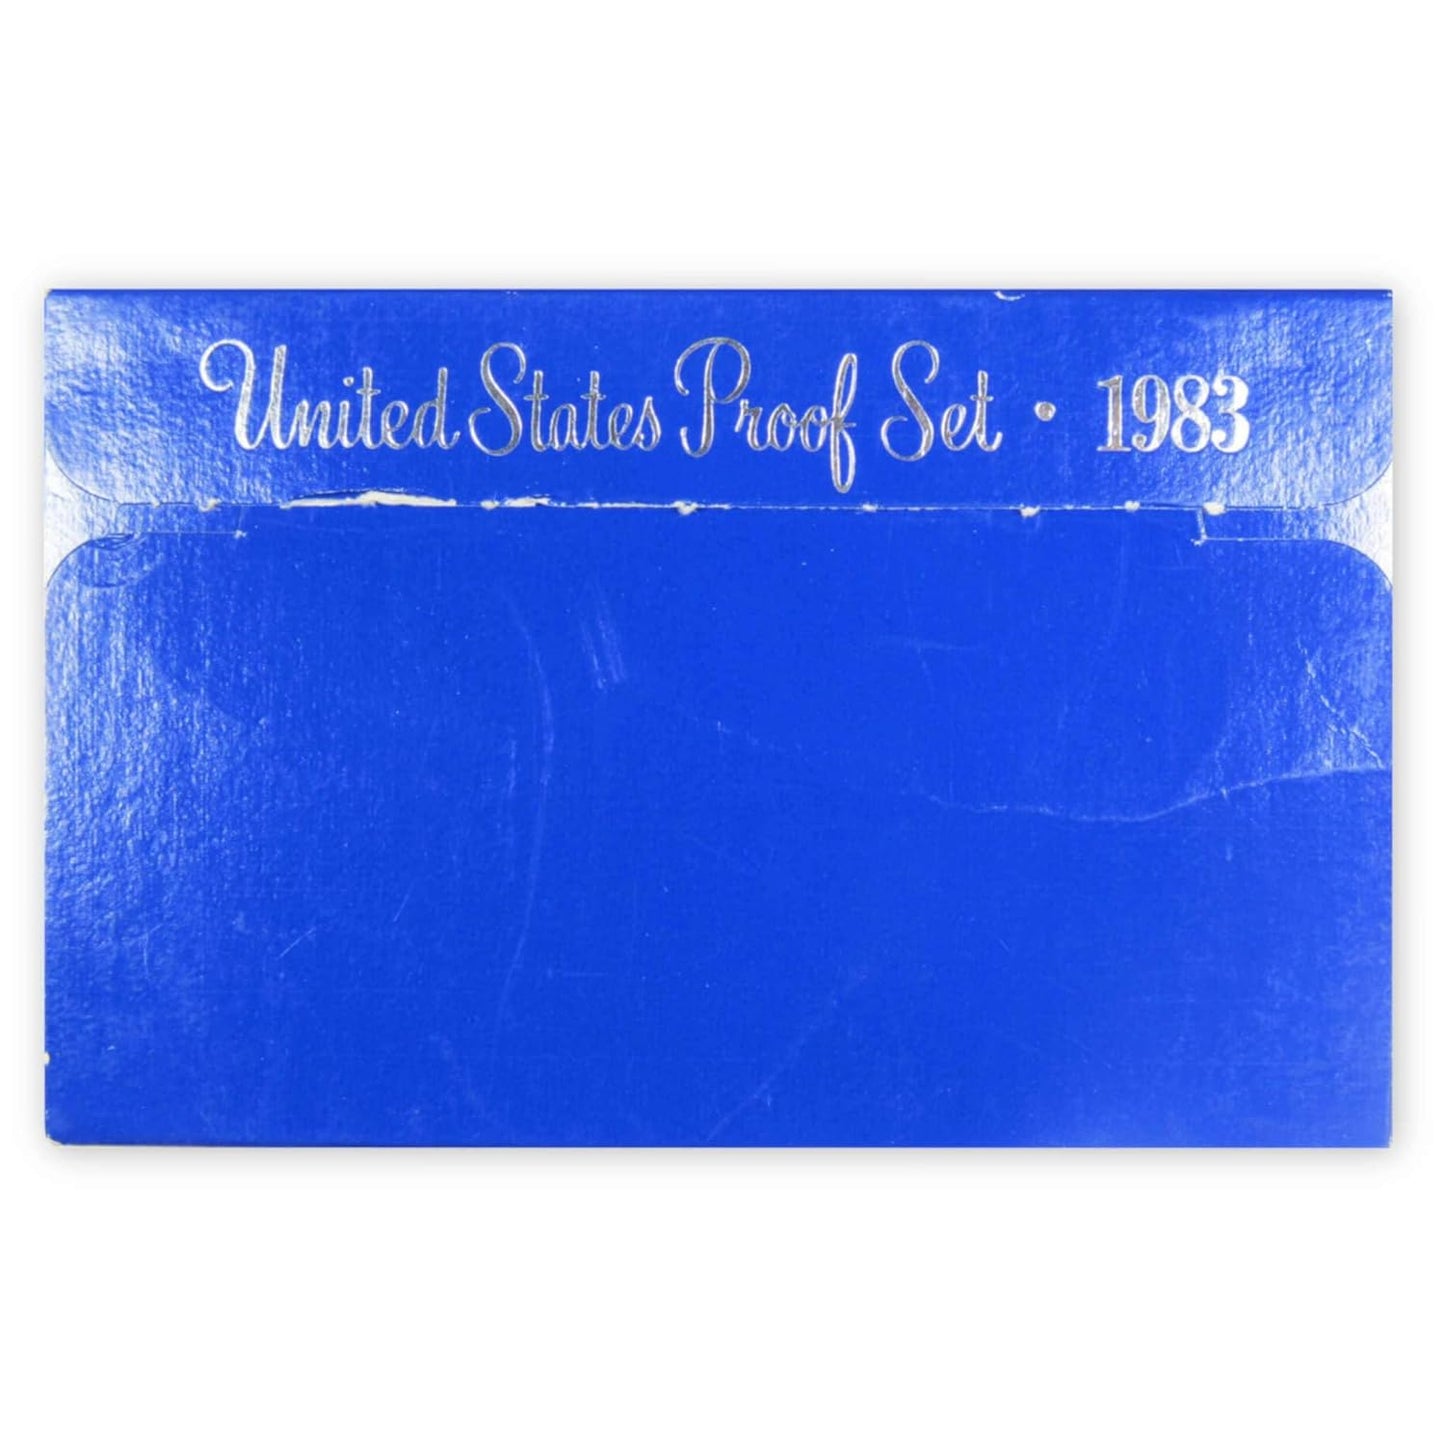 United States Proof Set • 1983